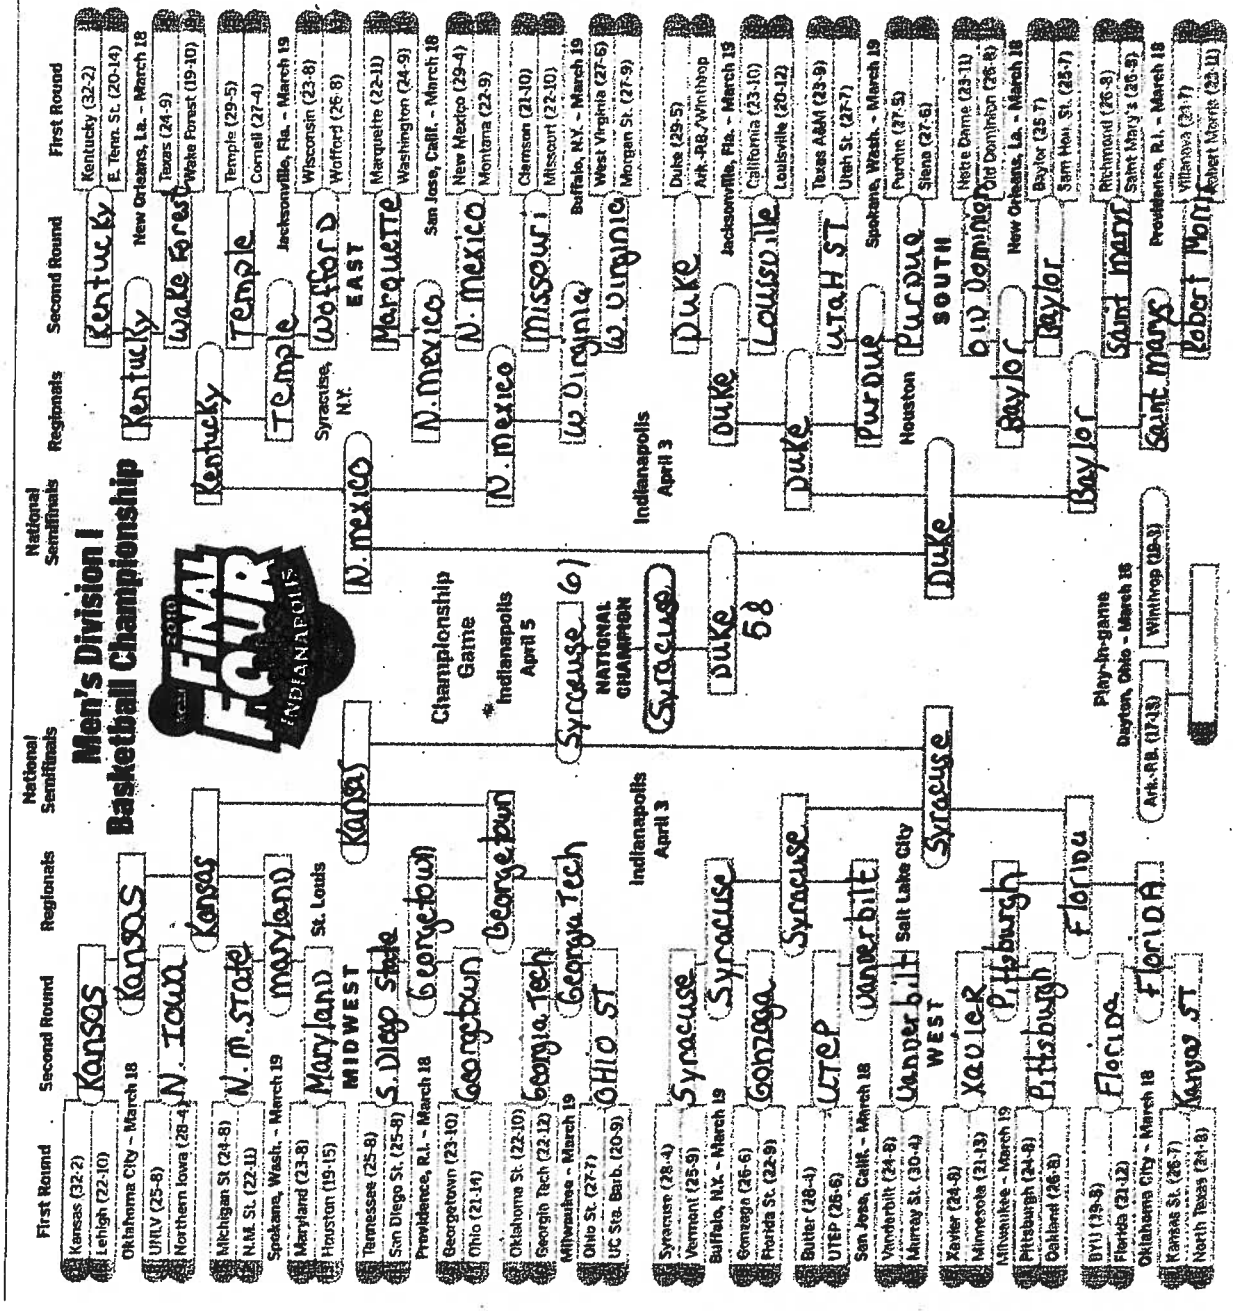 Men's Division I
Basketball Championship
2010
FINAL
FOUR
INDIANAPOLIS
First Round
Second Round
Regionals
National
Semifinals
National
Semifinals
Regionals
Second Round
First Round
Kansas (32-2)
Lehigh (22-10)
Oklahoma City - March 18
UNLV (25-8)
Northern Iowa (28-4)
Michigan St (24-8)
N.M. St. (22-11)
Spokane, Wash. - March 19
Maryland (23-8)
Houston (19-15)
Kansas
N. Iowa
N.M. STATE
Maryland
Kansas
maryland
Kansas
St. Louis
MIDWEST
Tennessee (25-8)
San Diego St. (25-8)
Providence, R.I. - March 18
Georgetown (23-10)
Ohio (21-14)
Oklahoma St. (22-10)
Georgia Tech (22-12)
Milwaukee - March 19
Ohio St. (27-7)
UC Sta. Barb. (20-9)
S. Diego State
Georgetown
Georgia Tech
OHIO ST
Georgetown
Georgia Tech
Georgetown
Kansas
Indianapolis
April 3
Syracuse (28-4)
Vermont (25-9)
Buffalo, N.Y. - March 19
Gonzaga (26-6)
Florida St. (22-9)
Butler (28-4)
UTEP (26-6)
San Jose, Calif. - March 18
Vanderbilt (24-8)
Murray St. (30-4)
Syracuse
Gonzaga
UTEP
Vanderbilt
Syracuse
Vanderbilt
Syracuse
Salt Lake City
WEST
Xavier (24-8)
Minnesota (21-13)
Milwaukee - March 19
Pittsburgh (24-8)
Oakland (26-8)
BYU (29-5)
Florida (21-12)
Oklahoma City - March 18
Kansas St. (26-7)
North Texas (24-8)
Xavier
Pittsburgh
Florida
Kansas ST
Pittsburgh
Florida
Florida
Syracuse
Championship
Game
* Indianapolis
April 5
Syracuse 61
NATIONAL
CHAMPION
Syracuse
Duke
58
Kentucky (32-2)
E. Tenn. St. (20-14)
New Orleans, La. - March 18
Texas (24-9)
Wake Forest (19-10)
Temple (29-5)
Cornell (27-4)
Jacksonville, Fla. - March 19
Wisconsin (23-8)
Wofford (26-8)
Kentucky
Wake Forest
Temple
Wofford
Kentucky
Temple
Kentucky
Syracuse,
N.Y.
EAST
Marquette (22-11)
Washington (24-9)
San Jose, Calif. - March 18
New Mexico (29-4)
Montana (22-9)
Clemson (21-10)
Missouri (22-10)
Buffalo, N.Y. - March 19
West Virginia (27-6)
Morgan St. (27-9)
Marquette
N. Mexico
Missouri
W. Virginia
N. Mexico
W Virginia
N. Mexico
N. Mexico
Indianapolis
April 3
Duke (29-5)
Ark.-P.B./Winthrop
Jacksonville, Fla. - March 19
California (23-10)
Louisville (20-12)
Texas A&M (23-9)
Utah St. (27-7)
Spokane, Wash. - March 19
Purdue (27-5)
Siena (27-6)
Duke
Louisville
UTAH ST
Purdue
Duke
Purdue
Duke
Houston
SOUTH
Notre Dame (23-11)
Old Dominion (26-8)
New Orleans, La. - March 18
Baylor (25-7)
Sam Hou. St. (25-7)
Richmond (26-8)
Saint Mary's (26-5)
Providence, R.I. - March 18
Villanova (24-7)
Robert Morris (23-11)
Old Dominion
Baylor
Saint marys
Robert Morris
Baylor
Saint marys
Baylor
Duke
Play-in-game
Dayton, Ohio - March 16
Ark.-P.B. (17-15)
Winthrop